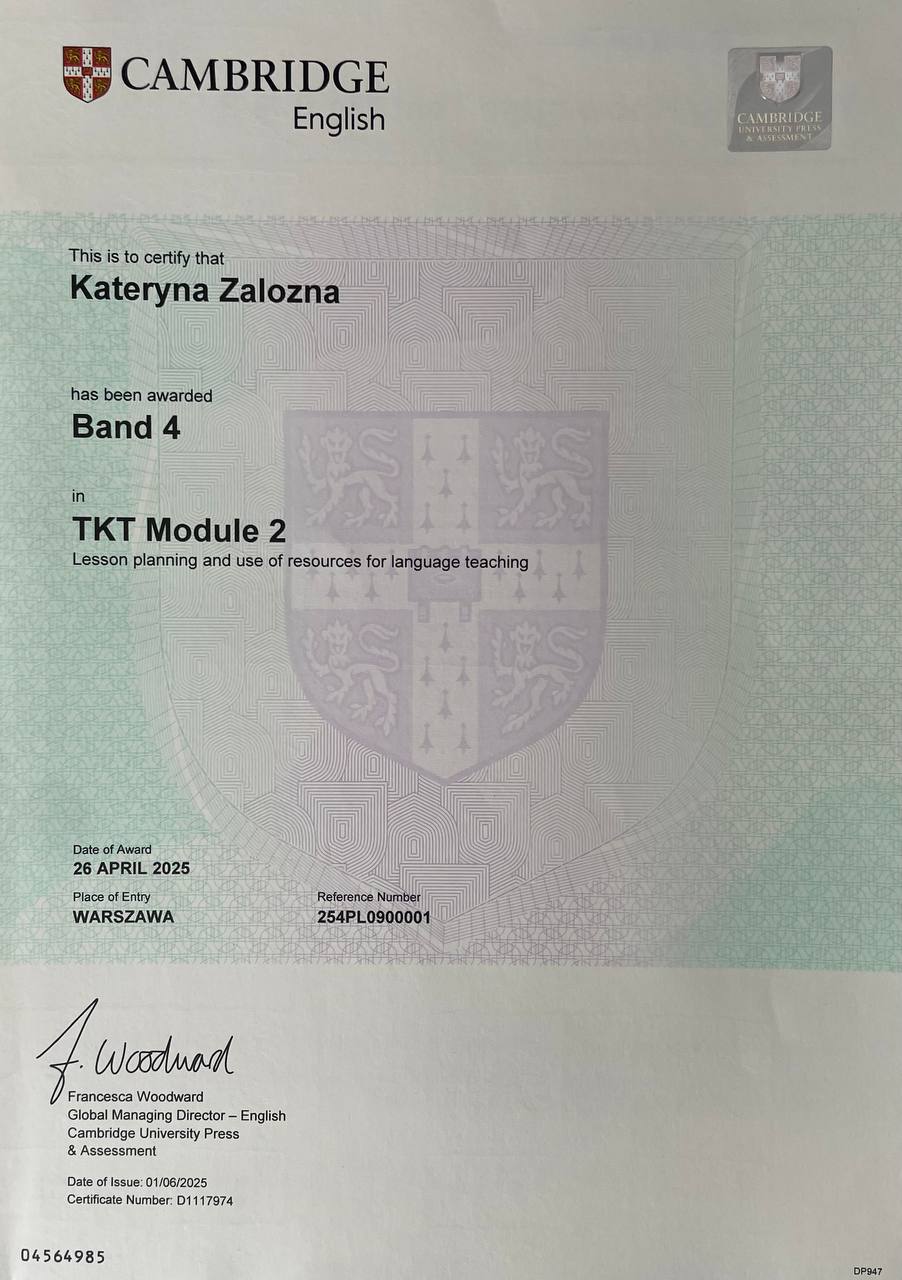 CAMBRIDGE
English
CAMBRIDGE
UNIVERSITY PRESS
& ASSESSMENT
This is to certify that
Kateryna Zalozna
has been awarded
Band 4
in
TKT Module 2
Lesson planning and use of resources for language teaching
Date of Award
26 APRIL 2025
Place of Entry
WARSZAWA
Reference Number
254PL0900001
F. Woodward
Francesca Woodward
Global Managing Director – English
Cambridge University Press
& Assessment
Date of Issue: 01/06/2025
Certificate Number: D1117974
04564985
DP947